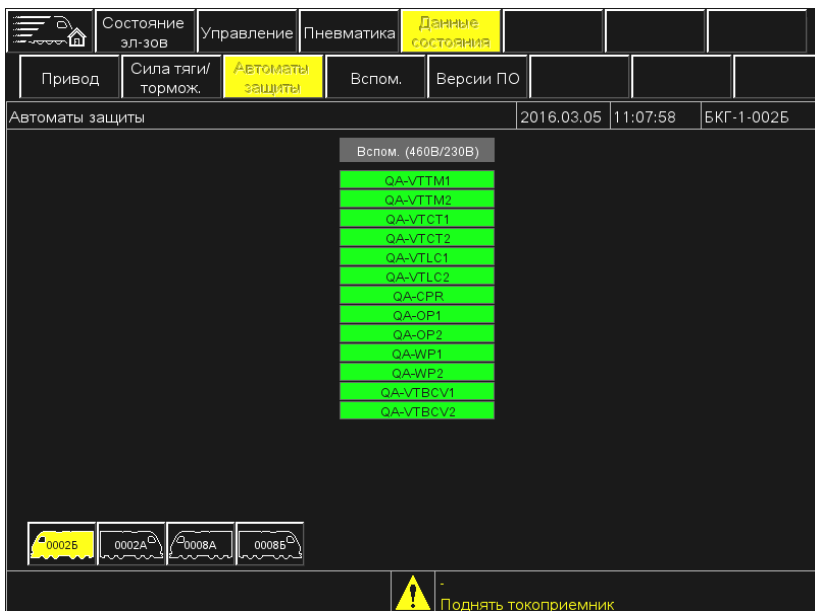 Состояние
эл-зов
Управление
Пневматика
Данные
состояния
Привод
Сила тяги/
тормож.
Автоматы
защиты
Вспом.
Версии ПО
Автоматы защиты
2016.03.05
11:07:58
БКГ-1-002Б
Вспом. (460В/230В)
QA-VTTM1
QA-VTTM2
QA-VTCT1
QA-VTCT2
QA-VTLC1
QA-VTLC2
QA-CPR
QA-OP1
QA-OP2
QA-WP1
QA-WP2
QA-VTBCV1
QA-VTBCV2
0002Б
0002А
0008А
0008Б
-
Поднять токоприемник